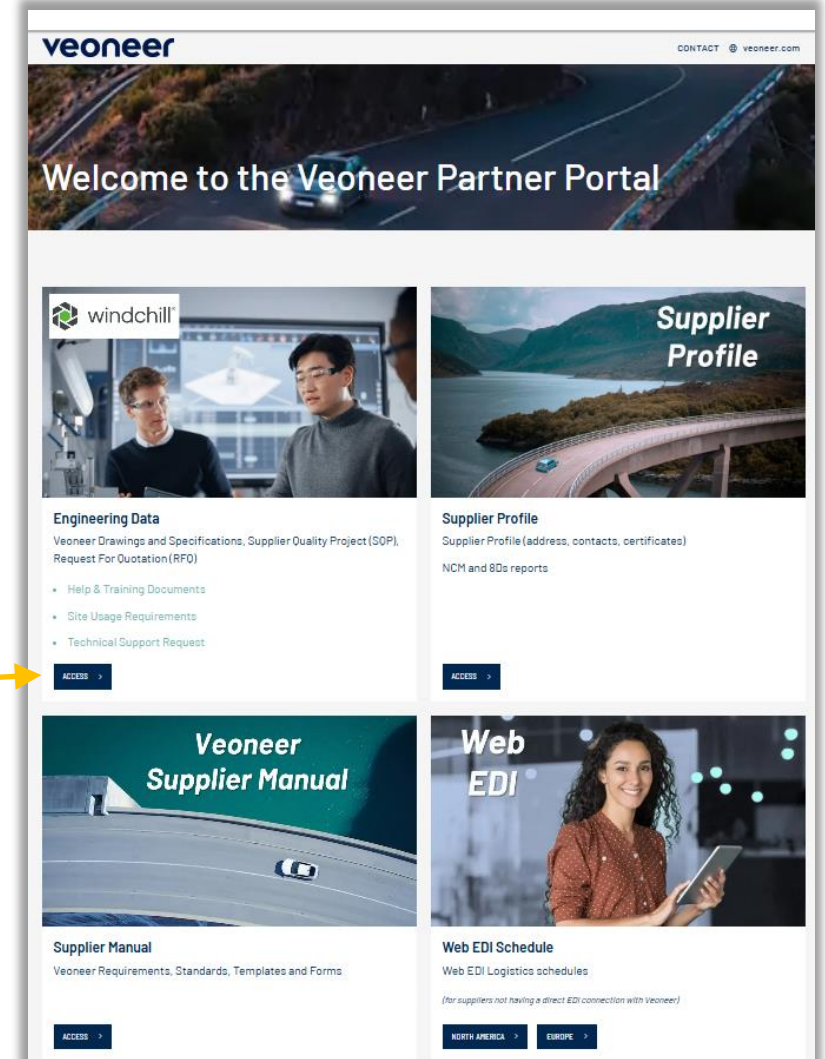 veoneer
CONTACT veoneer.com
Welcome to the Veoneer Partner Portal
windchill
Supplier
Profile
Engineering Data
Veoneer Drawings and Specifications, Supplier Quality Project (SQP),
Request For Quotation (RFQ)
• Help & Training Documents
• Site Usage Requirements
• Technical Support Request
ACCESS >
Supplier Profile
Supplier Profile (address, contacts, certificates)
NCM and 8Ds reports
ACCESS >
Veoneer
Supplier Manual
Web
EDI
Supplier Manual
Veoneer Requirements, Standards, Templates and Forms
ACCESS >
Web EDI Schedule
Web EDI Logistics schedules
(for suppliers not having a direct EDI connection with Veoneer)
NORTH AMERICA > EUROPE >